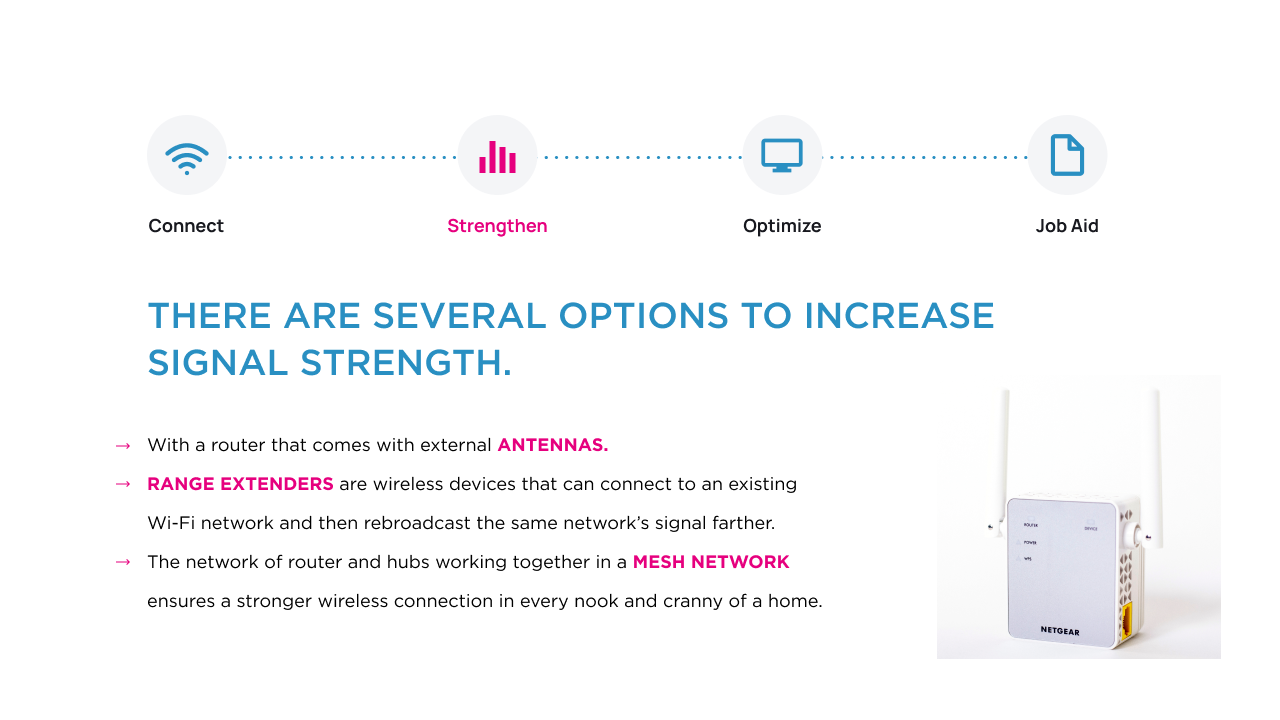 Connect
Strengthen
Optimize
Job Aid
THERE ARE SEVERAL OPTIONS TO INCREASE
SIGNAL STRENGTH.
→ With a router that comes with external ANTENNAS.
→ RANGE EXTENDERS are wireless devices that can connect to an existing
Wi-Fi network and then rebroadcast the same network’s signal farther.
→ The network of router and hubs working together in a MESH NETWORK
ensures a stronger wireless connection in every nook and cranny of a home.
ROUTER
DEVICE
POWER
WPS
NETGEAR